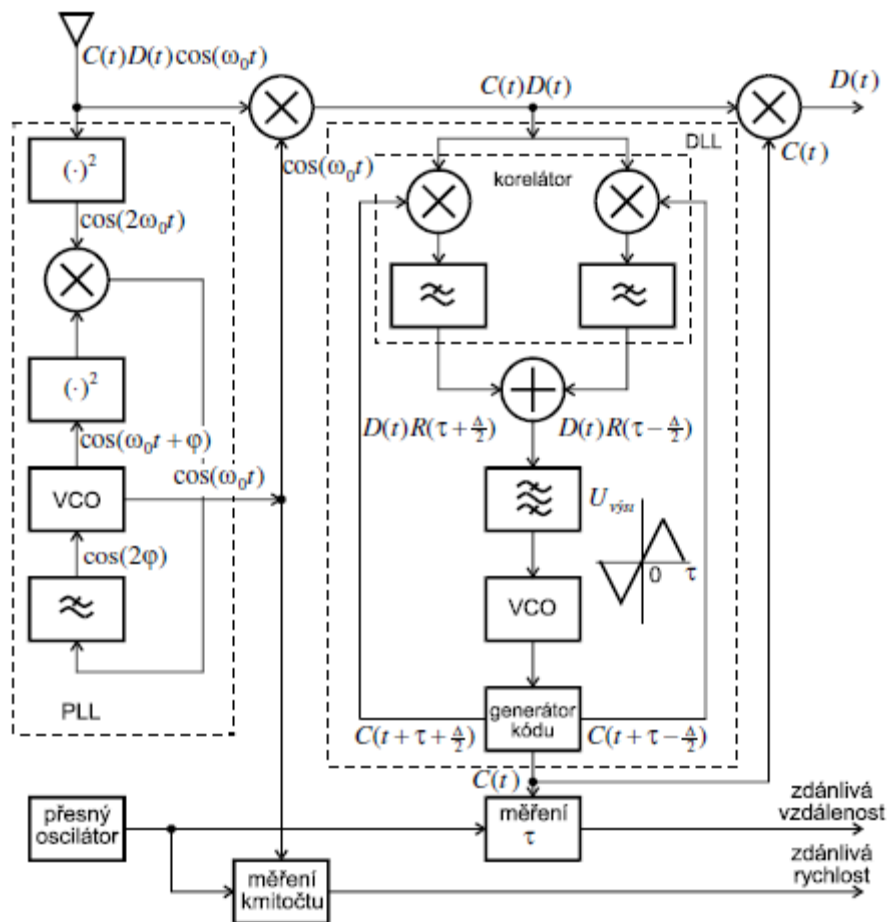 C(t)D(t)cos(ω₀t)
C(t)D(t)
D(t)
DLL
C(t)
(·)²
cos(ω₀t)
korelátor
cos(2ω₀t)
(·)²
D(t)R(τ+Δ/2)
D(t)R(τ−Δ/2)
cos(ω₀t+φ)
cos(ω₀t)
VCO
U výst
cos(2φ)
0
τ
VCO
PLL
generátor
kódu
C(t+τ+Δ/2)
C(t+τ−Δ/2)
C(t)
přesný
oscilátor
měření
τ
zdánlivá
vzdálenost
měření
kmitočtu
zdánlivá
rychlost